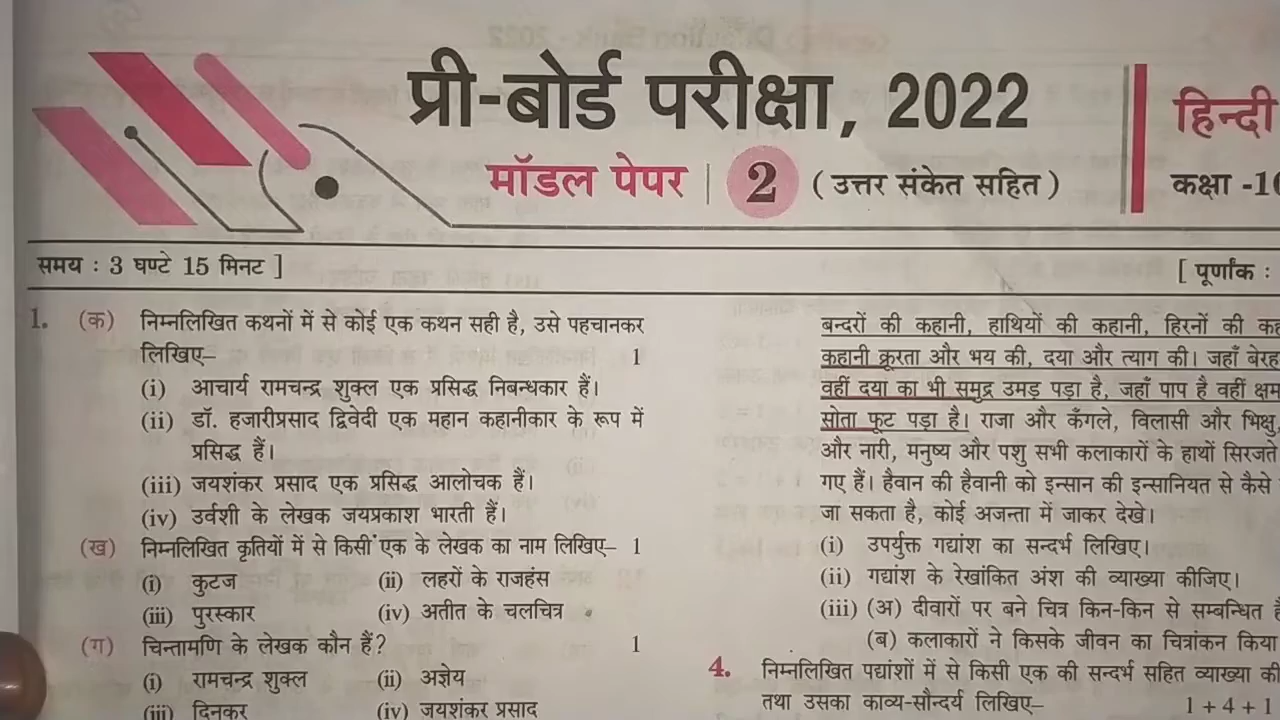 प्री-बोर्ड परीक्षा, 2022
हिन्दी
मॉडल पेपर | 2 ( उत्तर संकेत सहित )
कक्षा -10
समय : 3 घण्टे 15 मिनट ]
[ पूर्णांक :
1. (क) निम्नलिखित कथनों में से कोई एक कथन सही है, उसे पहचानकर
लिखिए– 1
(i) आचार्य रामचन्द्र शुक्ल एक प्रसिद्ध निबन्धकार हैं।
(ii) डॉ. हजारीप्रसाद द्विवेदी एक महान कहानीकार के रूप में
प्रसिद्ध हैं।
(iii) जयशंकर प्रसाद एक प्रसिद्ध आलोचक हैं।
(iv) उर्वशी के लेखक जयप्रकाश भारती हैं।
(ख) निम्नलिखित कृतियों में से किसी एक के लेखक का नाम लिखिए– 1
(i) कुटज (ii) लहरों के राजहंस
(iii) पुरस्कार (iv) अतीत के चलचित्र
(ग) चिन्तामणि के लेखक कौन हैं? 1
(i) रामचन्द्र शुक्ल (ii) अज्ञेय
(iii) दिनकर (iv) जयशंकर प्रसाद
बन्दरों की कहानी, हाथियों की कहानी, हिरनों की
कहानी क्रूरता और भय की, दया और त्याग की। जहाँ
वहीं दया का भी समुद्र उमड़ पड़ा है, जहाँ पाप है वहीं
सोता फूट पड़ा है। राजा और कँगले, विलासी और भिक्षु,
और नारी, मनुष्य और पशु सभी कलाकारों के हाथों सिरजते
गए हैं। हैवान की हैवानी को इन्सान की इन्सानियत से कैसे
जा सकता है, कोई अजन्ता में जाकर देखे।
(i) उपर्युक्त गद्यांश का सन्दर्भ लिखिए।
(ii) गद्यांश के रेखांकित अंश की व्याख्या कीजिए।
(iii) (अ) दीवारों पर बने चित्र किन-किन से सम्बन्धित
(ब) कलाकारों ने किसके जीवन का चित्रांकन किया
4. निम्नलिखित पद्यांशों में से किसी एक की सन्दर्भ सहित व्याख्या की
तथा उसका काव्य-सौन्दर्य लिखिए– 1 + 4 + 1